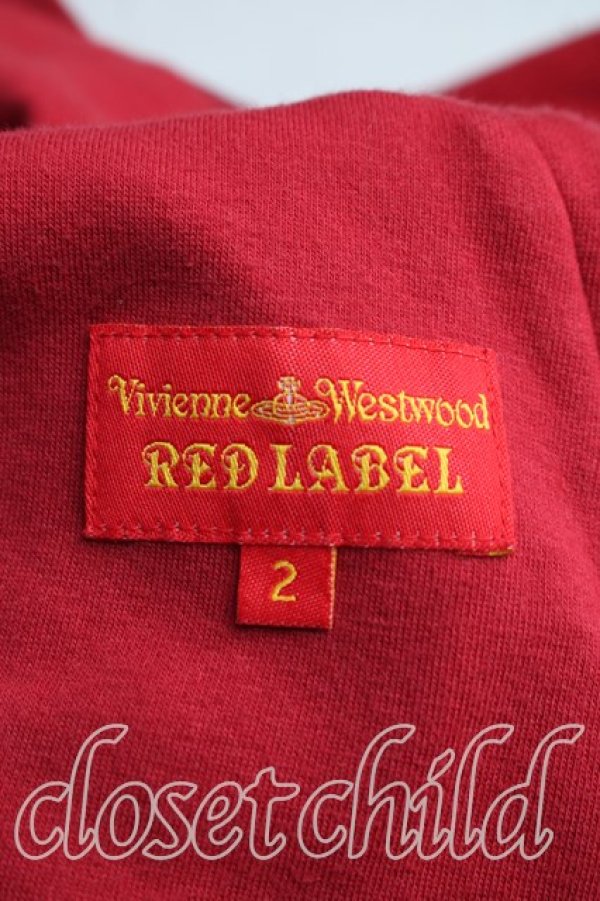 Vivienne Westwood
RED LABEL
2
closet child